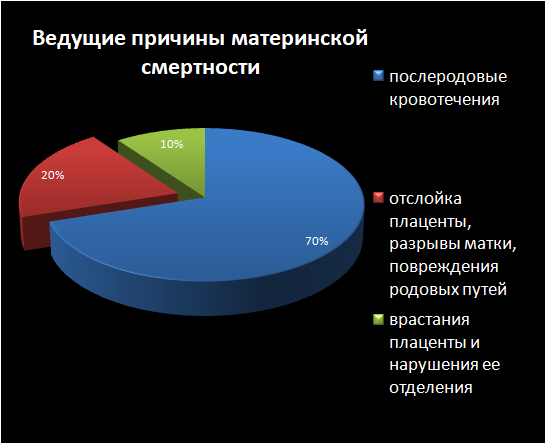 Ведущие причины материнской
смертности
послеродовые
кровотечения
10%
20%
70%
отслойка
плаценты,
разрывы матки,
повреждения
родовых путей
врастания
плаценты и
нарушения ее
отделения